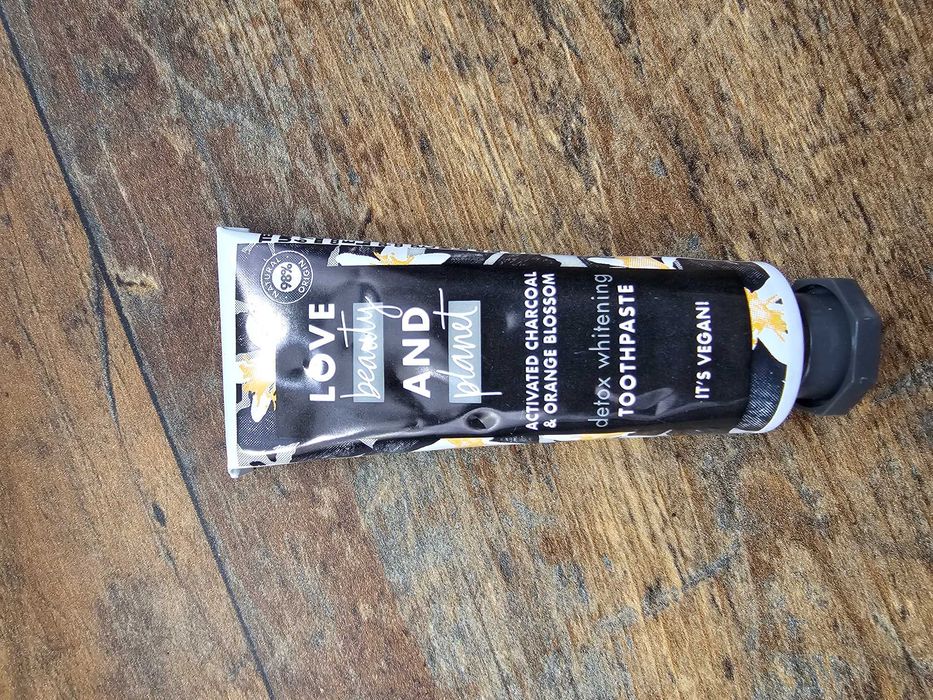 NATURAL
98%
ORIGIN
LOVE
beauty
AND
planet
ACTIVATED CHARCOAL
& ORANGE BLOSSOM
detox whitening
TOOTHPASTE
IT'S VEGAN!